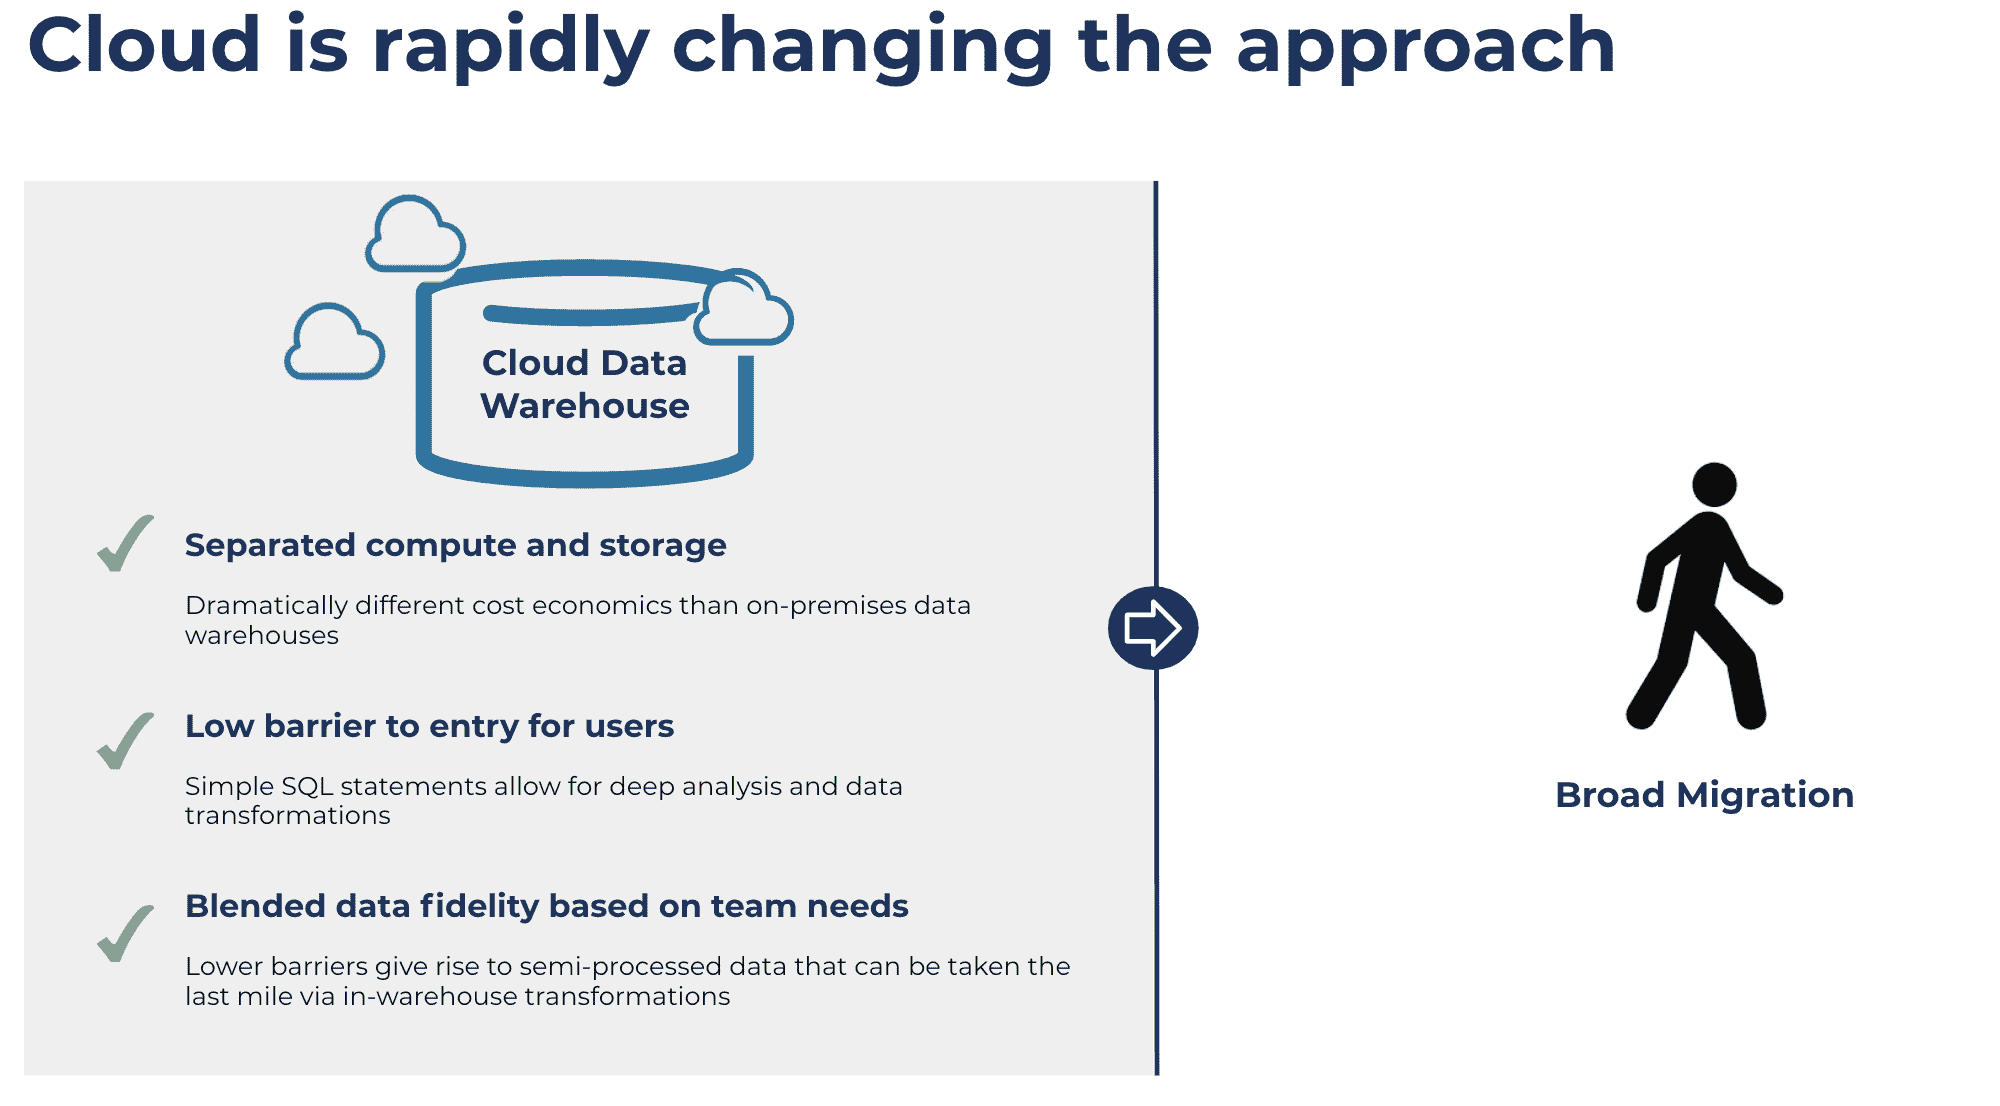 Cloud is rapidly changing the approach
Cloud Data
Warehouse
Separated compute and storage
Dramatically different cost economics than on-premises data
warehouses
Low barrier to entry for users
Simple SQL statements allow for deep analysis and data
transformations
Blended data fidelity based on team needs
Lower barriers give rise to semi-processed data that can be taken the
last mile via in-warehouse transformations
Broad Migration